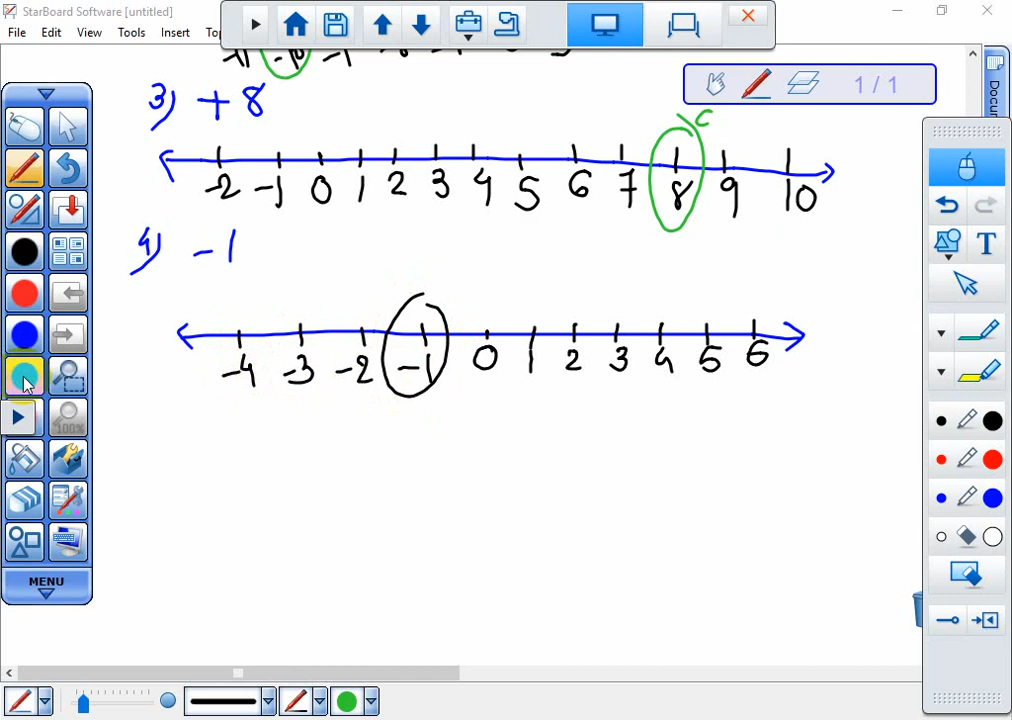 StarBoard Software [untitled]
File Edit View Tools Insert
1 / 1
Docum
3) +8
C
-2 -1 0 1 2 3 4 5 6 7 8 9 10
4) -1
-4 -3 -2 -1 0 1 2 3 4 5 6
100%
MENU
T